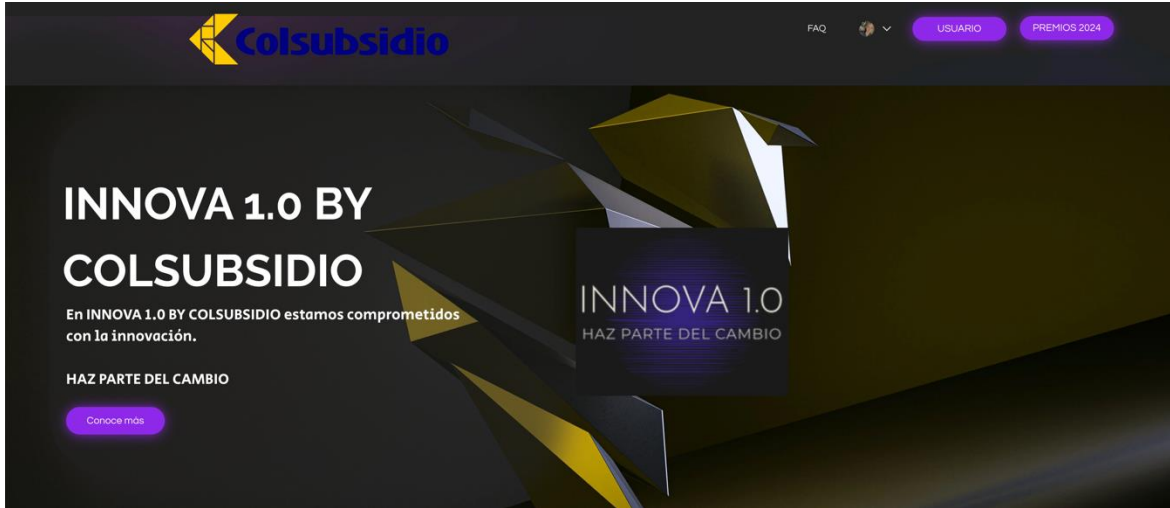 Colsubsidio
FAQ
USUARIO
PREMIOS 2024
INNOVA 1.0 BY
COLSUBSIDIO
En INNOVA 1.0 BY COLSUBSIDIO estamos comprometidos
con la innovación.
HAZ PARTE DEL CAMBIO
Conoce más
INNOVA 1.0
HAZ PARTE DEL CAMBIO